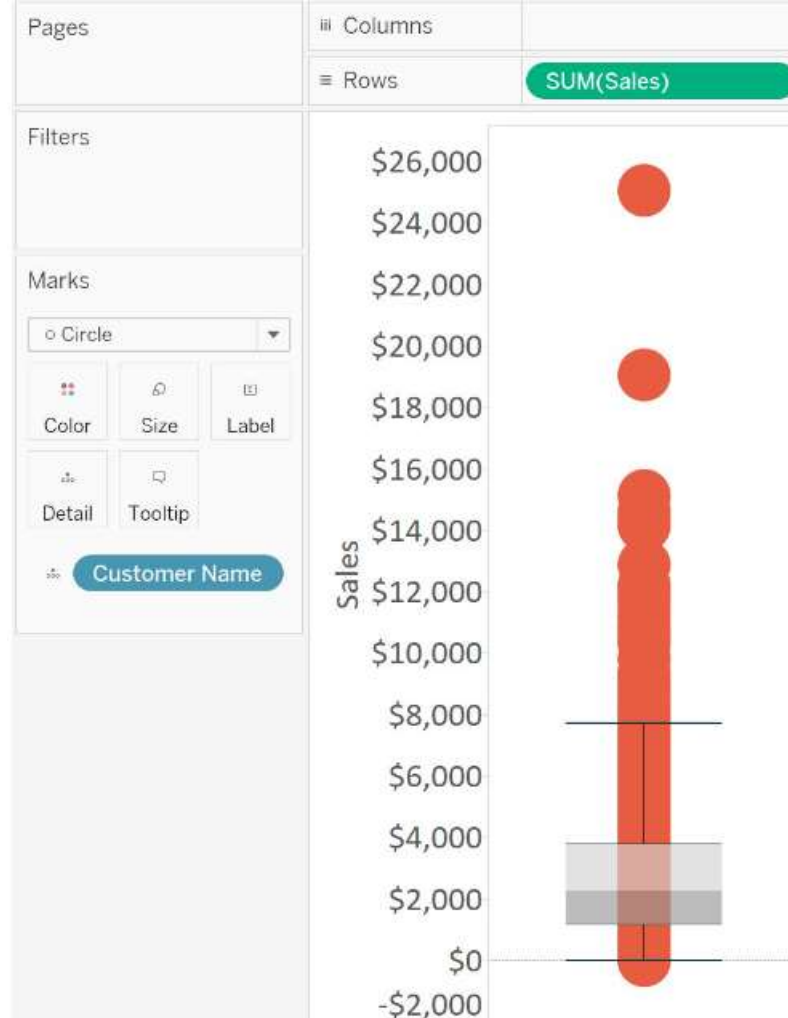 Pages
Columns
Rows
SUM(Sales)
Filters
Marks
Circle
Color
Size
Label
Detail
Tooltip
Customer Name
Sales
$26,000
$24,000
$22,000
$20,000
$18,000
$16,000
$14,000
$12,000
$10,000
$8,000
$6,000
$4,000
$2,000
$0
-$2,000